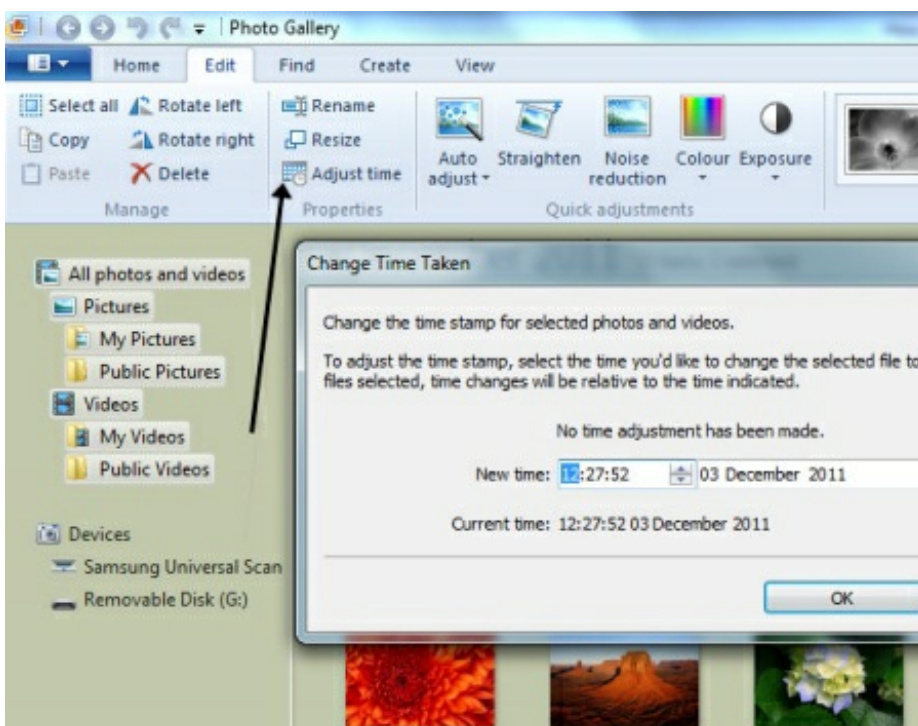 Photo Gallery
Home Edit Find Create View
Select all Rotate left Rename
Copy Rotate right Resize
Paste Delete Adjust time
Auto adjust Straighten Noise reduction Colour Exposure
Manage Properties Quick adjustments
All photos and videos
Pictures
My Pictures
Public Pictures
Videos
My Videos
Public Videos
Devices
Samsung Universal Scan
Removable Disk (G:)
Change Time Taken
Change the time stamp for selected photos and videos.
To adjust the time stamp, select the time you'd like to change the selected file to
files selected, time changes will be relative to the time indicated.
No time adjustment has been made.
New time: 12:27:52 03 December 2011
Current time: 12:27:52 03 December 2011
OK